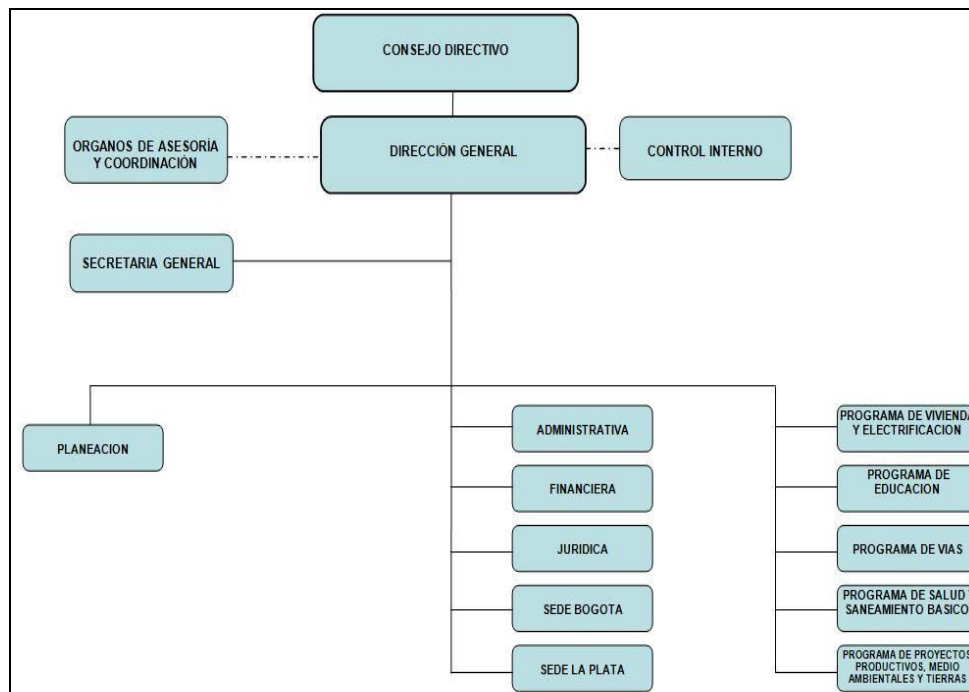 CONSEJO DIRECTIVO
ORGANOS DE ASESORÍA
Y COORDINACIÓN
DIRECCIÓN GENERAL
CONTROL INTERNO
SECRETARIA GENERAL
PLANEACION
ADMINISTRATIVA
FINANCIERA
JURIDICA
SEDE BOGOTA
SEDE LA PLATA
PROGRAMA DE VIVIENDA
Y ELECTRIFICACION
PROGRAMA DE
EDUCACION
PROGRAMA DE VIAS
PROGRAMA DE SALUD Y
SANEAMIENTO BASICO
PROGRAMA DE PROYECTOS
PRODUCTIVOS, MEDIO
AMBIENTALES Y TIERRAS